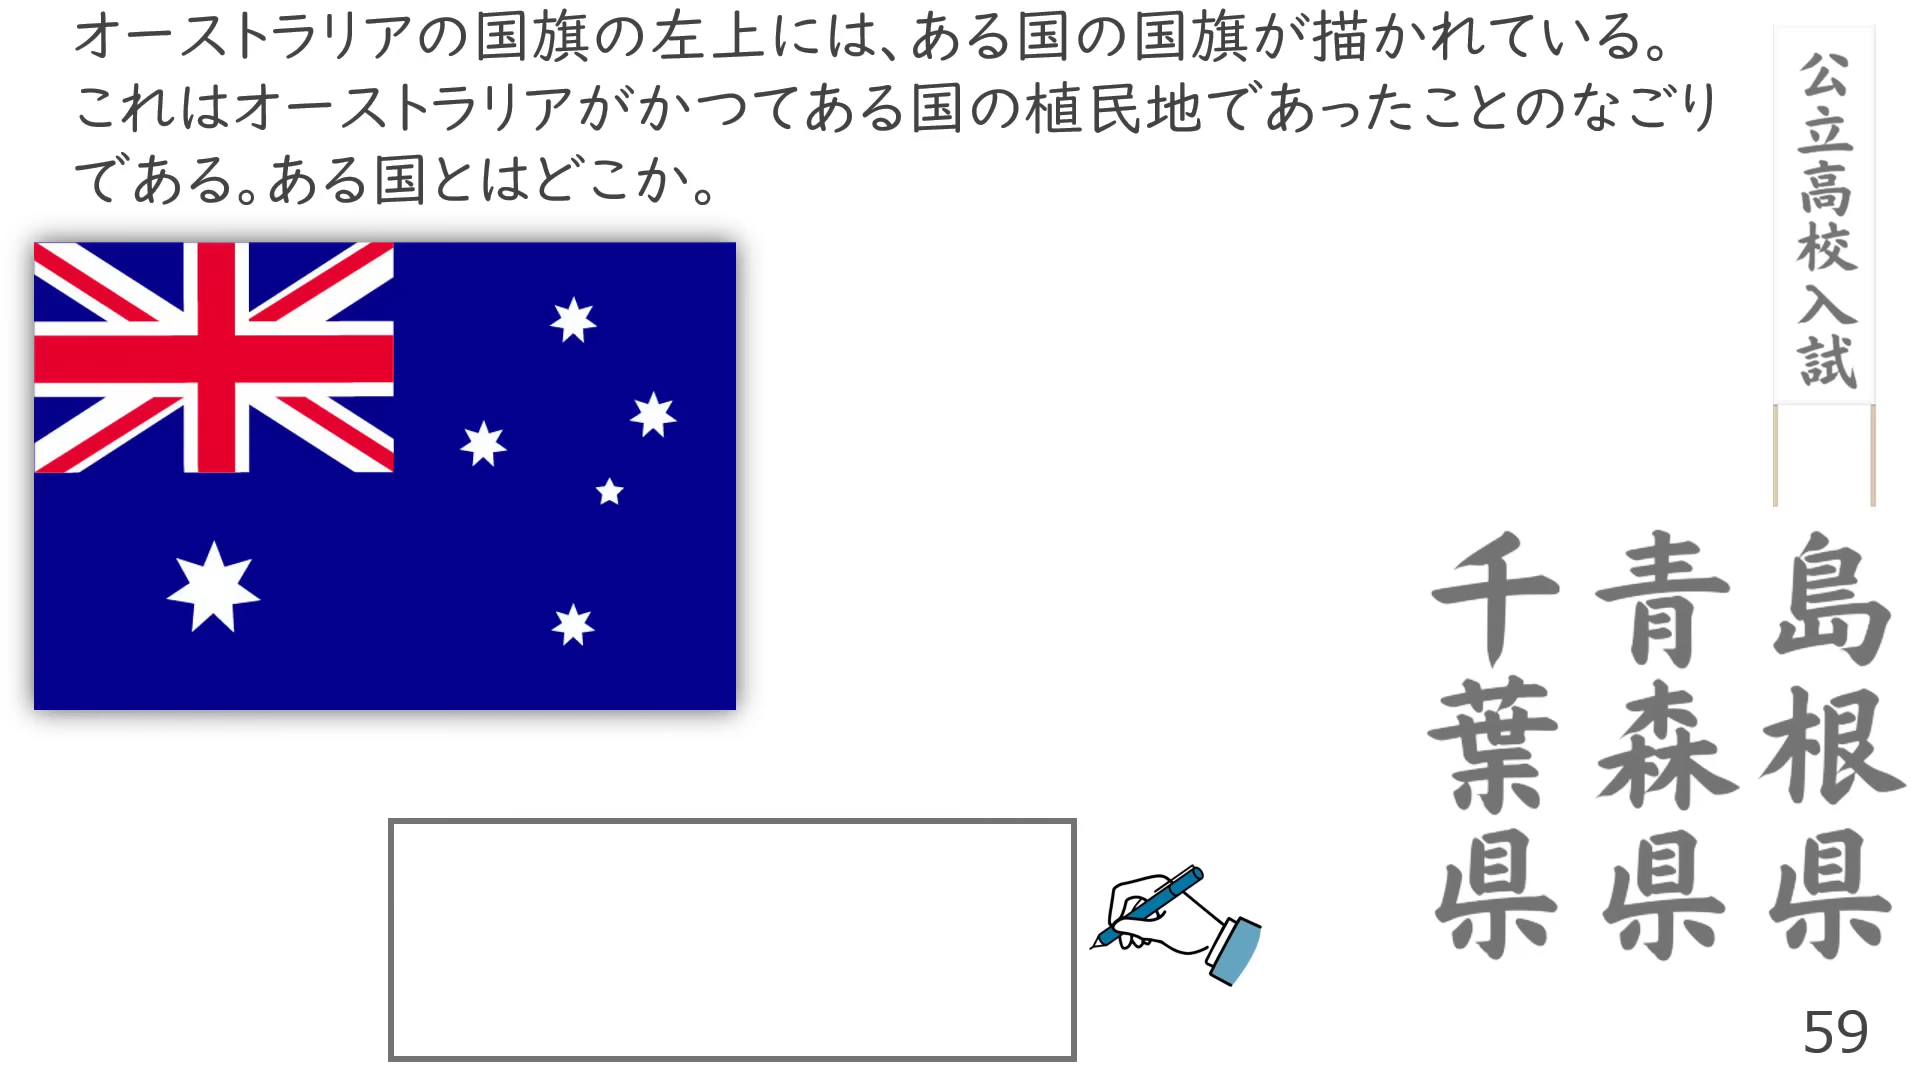 オーストラリアの国旗の左上には、ある国の国旗が描かれている。
これはオーストラリアがかつてある国の植民地であったことのなごり
である。ある国とはどこか。
公立高校入試
島根県
青森県
千葉県
59